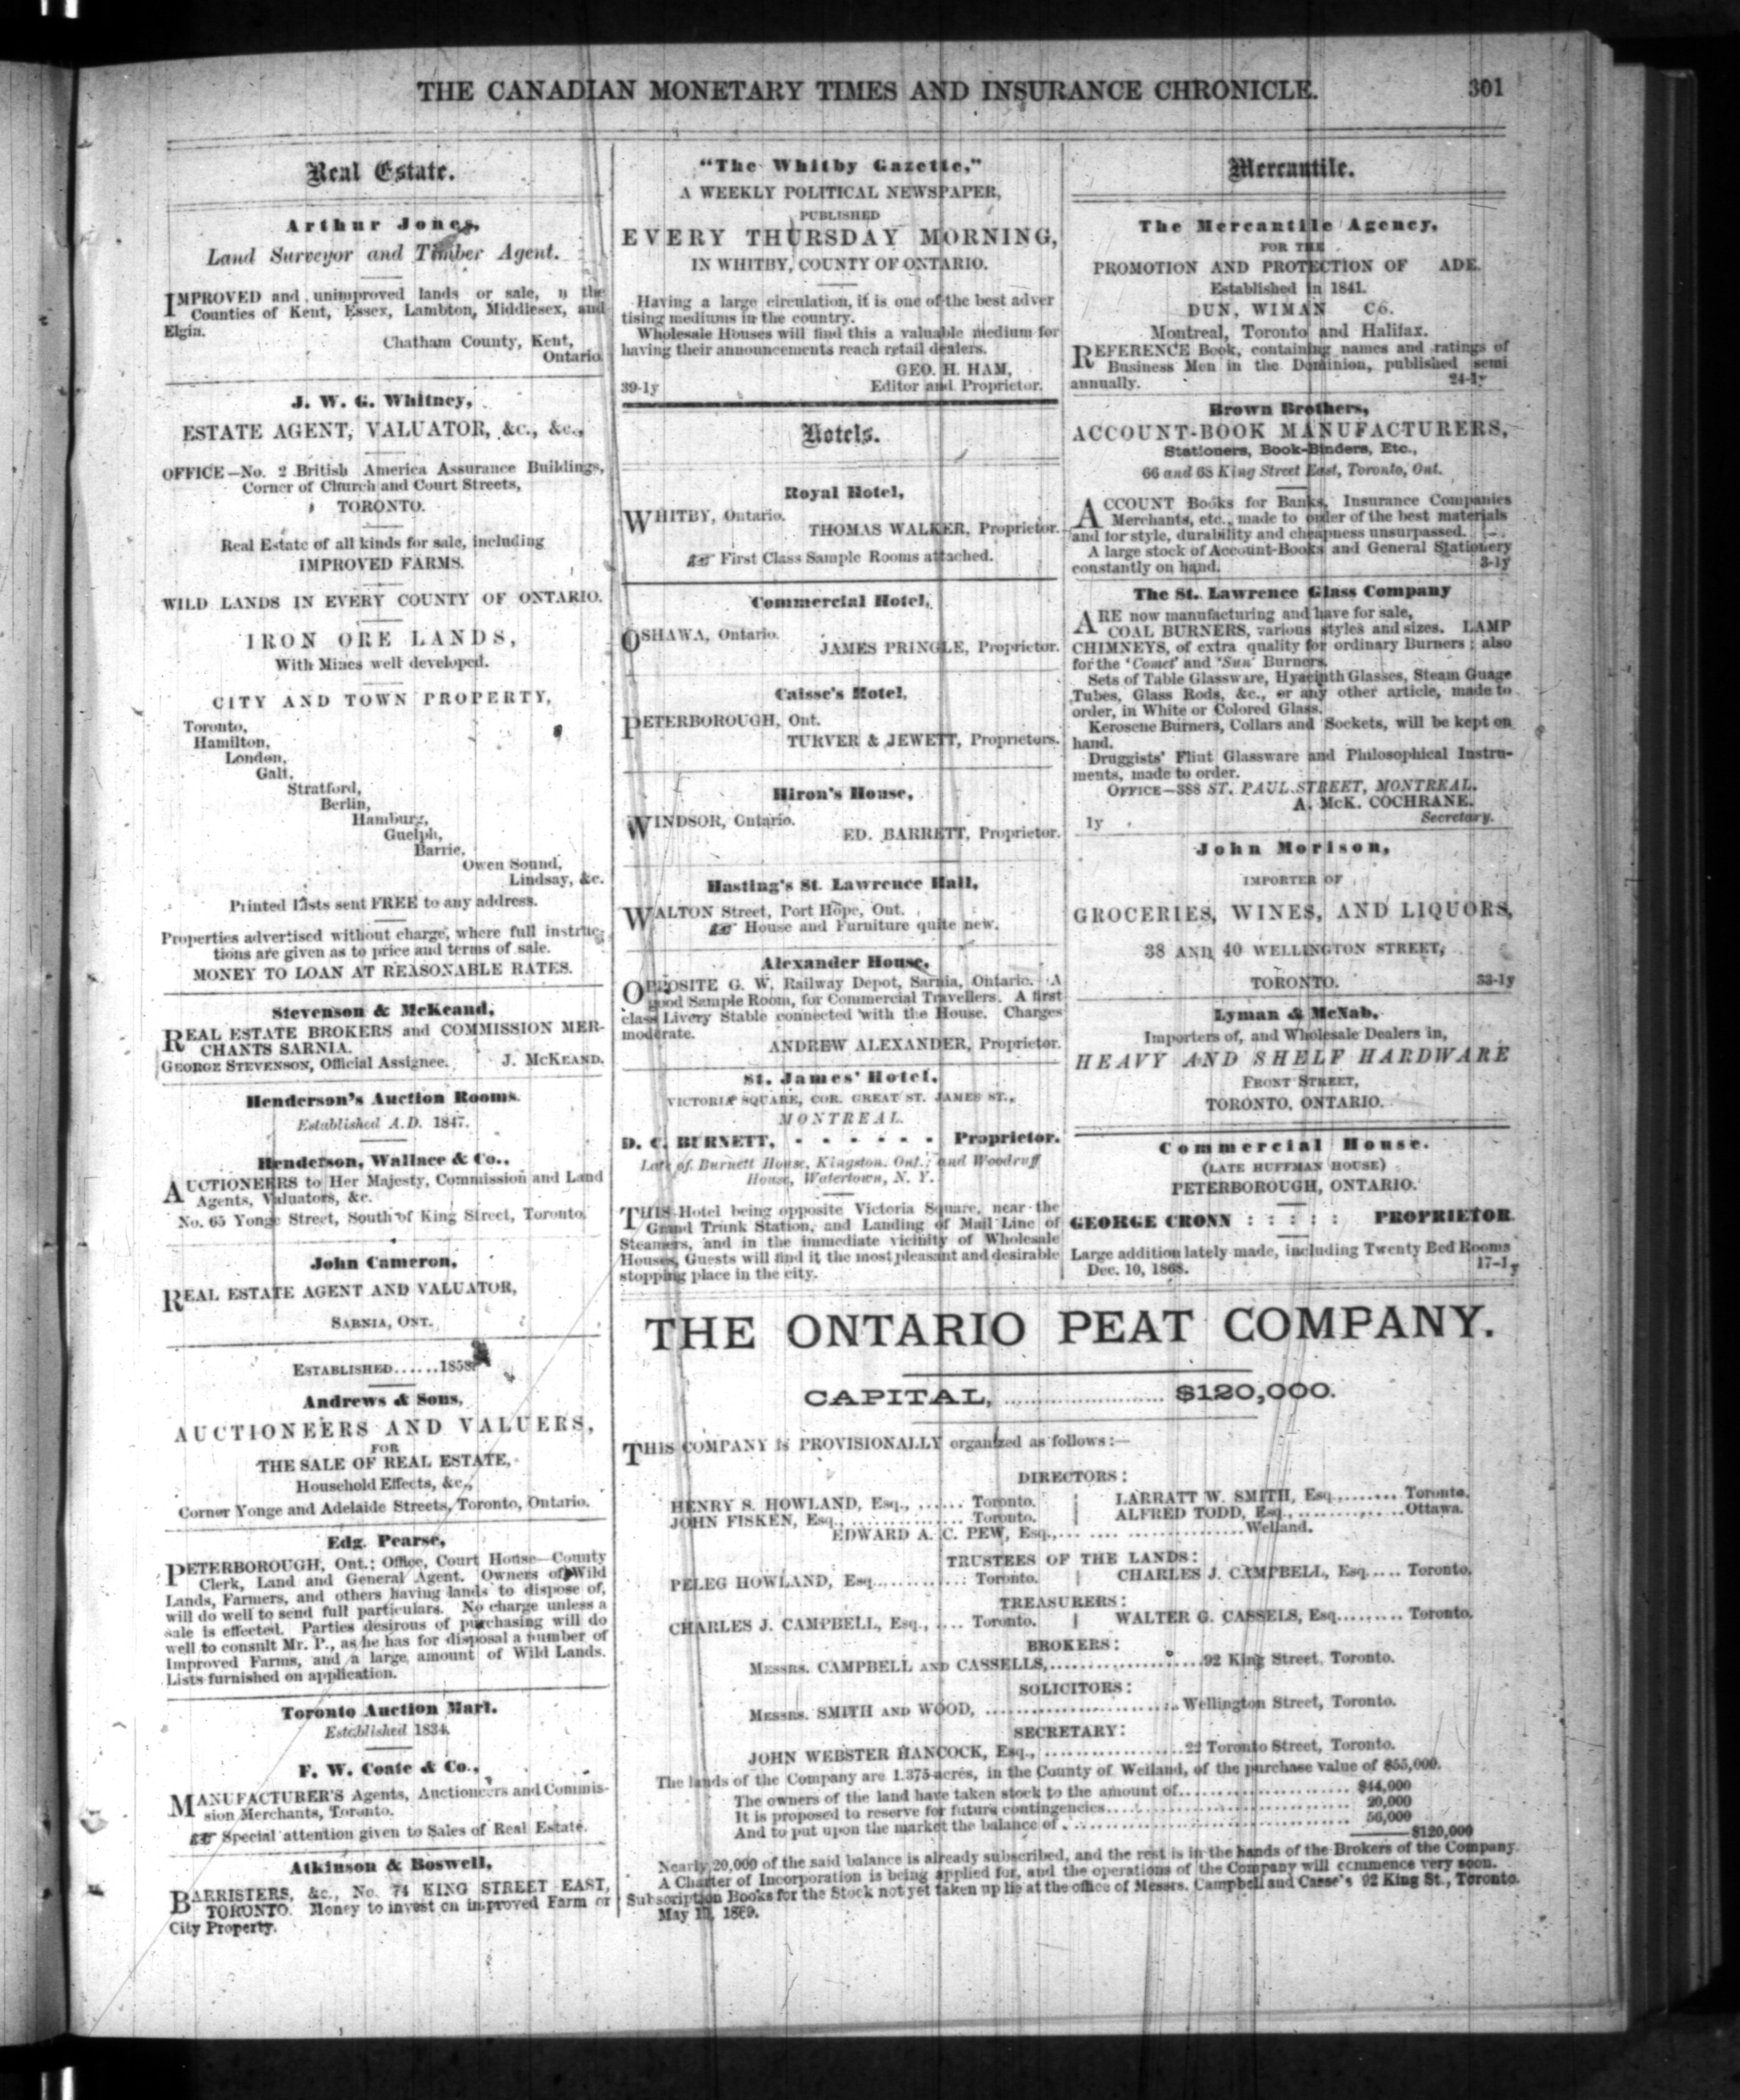 THE CANADIAN MONETARY TIMES AND INSURANCE CHRONICLE. 301
Real Estate.
Arthur Jones,
Land Surveyor and Timber Agent.
IMPROVED and unimproved lands or sale, n the
Counties of Kent, Essex, Lambton, Middlesex, and
Elgin.
Chatham County, Kent,
Ontario
J. W. G. Whitney,
ESTATE AGENT, VALUATOR, &c., &c.,
OFFICE—No. 2 British America Assurance Buildings,
Corner of Church and Court Streets,
TORONTO.
Real Estate of all kinds for sale, including
IMPROVED FARMS.
WILD LANDS IN EVERY COUNTY OF ONTARIO.
IRON ORE LANDS,
With Mines well developed.
CITY AND TOWN PROPERTY,
Toronto,
Hamilton,
London,
Galt,
Stratford,
Berlin,
Hamburg,
Guelph,
Barrie,
Owen Sound,
Lindsay, &c.
Printed Lists sent FREE to any address.
Properties advertised without charge, where full instruc-
tions are given as to price and terms of sale.
MONEY TO LOAN AT REASONABLE RATES.
Stevenson & McKeand,
REAL ESTATE BROKERS and COMMISSION MER-
CHANTS SARNIA.
GEORGE STEVENSON, Official Assignee. J. McKEAND.
Henderson's Auction Rooms.
Established A.D. 1847.
Henderson, Wallace & Co.,
AUCTIONEERS to Her Majesty, Commission and Land
Agents, Valuators, &c.
No. 65 Yonge Street, South of King Street, Toronto.
John Cameron,
REAL ESTATE AGENT AND VALUATOR,
SARNIA, ONT.
ESTABLISHED......1858
Andrews & Sons,
AUCTIONEERS AND VALUERS,
FOR
THE SALE OF REAL ESTATE,
Household Effects, &c.,
Corner Yonge and Adelaide Streets, Toronto, Ontario.
Edg. Pearse,
PETERBOROUGH, Ont.; Office, Court House—County
Clerk, Land and General Agent. Owners of Wild
Lands, Farmers, and others having lands to dispose of,
will do well to send full particulars. No charge unless a
sale is effected. Parties desirous of purchasing will do
well to consult Mr. P., as he has for disposal a number of
Improved Farms, and a large amount of Wild Lands.
Lists furnished on application.
Toronto Auction Mart.
Established 1834.
F. W. Coate & Co.,
MANUFACTURER'S Agents, Auctioneers and Commis-
sion Merchants, Toronto.
☞ Special attention given to Sales of Real Estate.
Atkinson & Boswell,
BARRISTERS, &c., No. 74 KING STREET EAST,
TORONTO. Money to invest on improved Farm or
City Property.
"The Whitby Gazette,"
A WEEKLY POLITICAL NEWSPAPER,
PUBLISHED
EVERY THURSDAY MORNING,
IN WHITBY, COUNTY OF ONTARIO.
Having a large circulation, it is one of the best adver
tising mediums in the country.
Wholesale Houses will find this a valuable medium for
having their announcements reach retail dealers.
GEO. H. HAM,
39-1y Editor and Proprietor.
Hotels.
Royal Hotel,
WHITBY, Ontario.
THOMAS WALKER, Proprietor.
☞ First Class Sample Rooms attached.
Commercial Hotel,
OSHAWA, Ontario.
JAMES PRINGLE, Proprietor.
Caisse's Hotel,
PETERBOROUGH, Ont.
TURVER & JEWETT, Proprietors.
Hiron's House,
WINDSOR, Ontario.
ED. BARRETT, Proprietor.
Hasting's St. Lawrence Hall,
WALTON Street, Port Hope, Ont.
☞ House and Furniture quite new.
Alexander House,
OPPOSITE G. W. Railway Depot, Sarnia, Ontario. A
good Sample Room, for Commercial Travellers. A first
class Livery Stable connected with the House. Charges
moderate.
ANDREW ALEXANDER, Proprietor.
St. James' Hotel,
VICTORIA SQUARE, COR. GREAT ST. JAMES ST.,
MONTREAL.
D. C. BURNETT, - - - - - - Proprietor.
Late of Burnett House, Kingston, Ont.; and Woodruff
House, Watertown, N. Y.
THIS Hotel being opposite Victoria Square, near the
Grand Trunk Station, and Landing of Mail Line of
Steamers, and in the immediate vicinity of Wholesale
Houses, Guests will find it the most pleasant and desirable
stopping place in the city.
Mercantile.
The Mercantile Agency,
FOR THE
PROMOTION AND PROTECTION OF ADE.
Established in 1841.
DUN, WIMAN Co.
Montreal, Toronto and Halifax.
REFERENCE Book, containing names and ratings of
Business Men in the Dominion, published semi
annually. 24-1y
Brown Brothers,
ACCOUNT-BOOK MANUFACTURERS,
Stationers, Book-Binders, Etc.,
66 and 68 King Street East, Toronto, Ont.
ACCOUNT Books for Banks, Insurance Companies
Merchants, etc., made to order of the best materials
and for style, durability and cheapness unsurpassed.
A large stock of Account-Books and General Stationery
constantly on hand. 3-1y
The St. Lawrence Glass Company
ARE now manufacturing and have for sale,
COAL BURNERS, various styles and sizes. LAMP
CHIMNEYS, of extra quality for ordinary Burners; also
for the 'Comet' and 'Sun' Burners.
Sets of Table Glassware, Hyacinth Glasses, Steam Guage
Tubes, Glass Rods, &c., or any other article, made to
order, in White or Colored Glass.
Kerosene Burners, Collars and Sockets, will be kept on
hand.
Druggists' Flint Glassware and Philosophical Instru-
ments, made to order.
OFFICE—388 ST. PAUL STREET, MONTREAL.
A. McK. COCHRANE.
1y Secretary.
John Morison,
IMPORTER OF
GROCERIES, WINES, AND LIQUORS,
38 AND 40 WELLINGTON STREET,
TORONTO. 33-1y
Lyman & McNab,
Importers of, and Wholesale Dealers in,
HEAVY AND SHELF HARDWARE
FRONT STREET,
TORONTO, ONTARIO.
Commercial House.
(LATE HUFFMAN HOUSE)
PETERBOROUGH, ONTARIO.
GEORGE CRONN : : : : : PROPRIETOR
Large addition lately made, including Twenty Bed Rooms
Dec. 10, 1868. 17-1y
THE ONTARIO PEAT COMPANY.
CAPITAL, .................... $120,000.
THIS COMPANY is PROVISIONALLY organized as follows:—
DIRECTORS:
HENRY S. HOWLAND, Esq., ...... Toronto. | LARRATT W. SMITH, Esq., ....... Toronto.
JOHN FISKEN, Esq., .............. Toronto. | ALFRED TODD, Esq., .............. Ottawa.
EDWARD A. C. PEW, Esq., .................... Welland.
TRUSTEES OF THE LANDS:
PELEG HOWLAND, Esq. ........... Toronto. | CHARLES J. CAMPBELL, Esq. .... Toronto.
TREASURERS:
CHARLES J. CAMPBELL, Esq., .... Toronto. | WALTER G. CASSELS, Esq. ........ Toronto.
BROKERS:
MESSRS. CAMPBELL AND CASSELLS, .................... 92 King Street, Toronto.
SOLICITORS:
MESSRS. SMITH AND WOOD, ........................ Wellington Street, Toronto.
SECRETARY:
JOHN WEBSTER HANCOCK, Esq., .................. 22 Toronto Street, Toronto.
The lands of the Company are 1,375 acres, in the County of Welland, of the purchase value of $55,000.
The owners of the land have taken stock to the amount of .................... $44,000
It is proposed to reserve for future contingencies .................... 20,000
And to put upon the market the balance of .................... 56,000
$120,000
Nearly 20,000 of the said balance is already subscribed, and the rest is in the hands of the Brokers of the Company.
A Charter of Incorporation is being applied for, and the operations of the Company will commence very soon.
Subscription Books for the Stock not yet taken up lie at the office of Messrs. Campbell and Casse's 92 King St., Toronto.
May 1869.